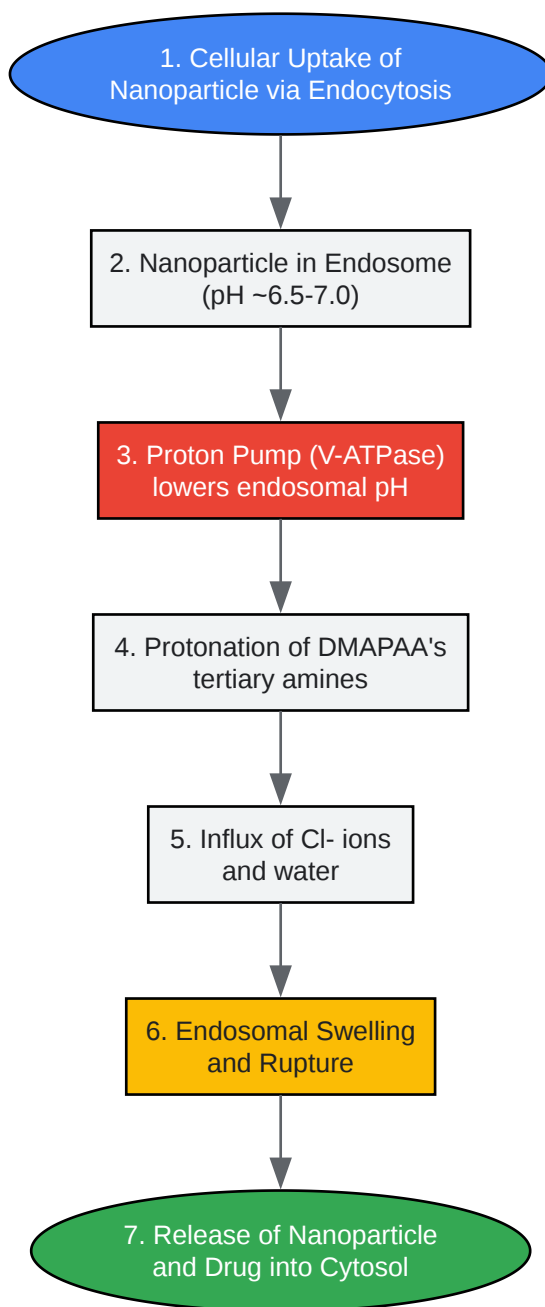 1. Cellular Uptake of
Nanoparticle via Endocytosis
2. Nanoparticle in Endosome
(pH ~6.5-7.0)
3. Proton Pump (V-ATPase)
lowers endosomal pH
4. Protonation of DMAPAA's
tertiary amines
5. Influx of Cl- ions
and water
6. Endosomal Swelling
and Rupture
7. Release of Nanoparticle
and Drug into Cytosol